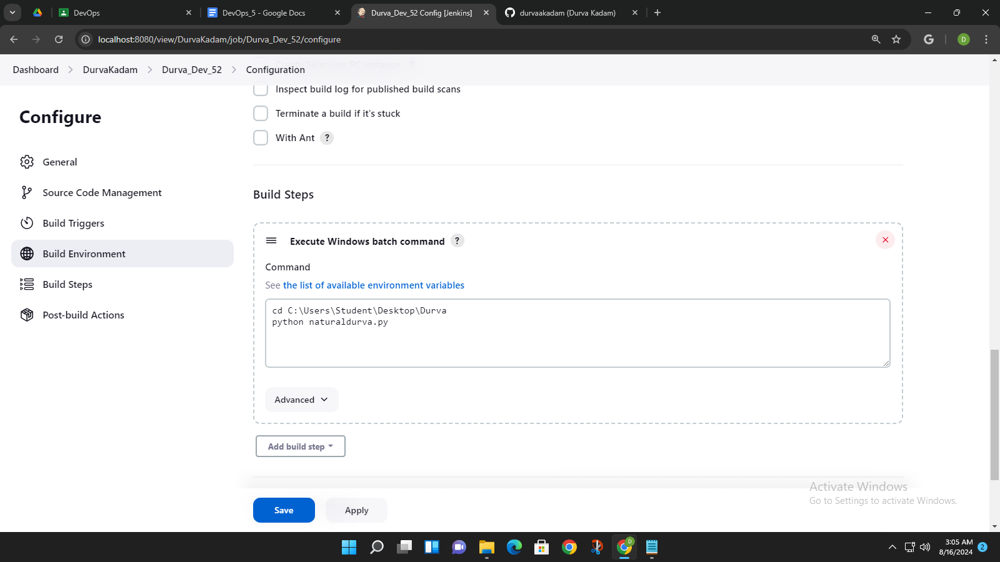 DevOps
DevOps_5 - Google Docs
Durva_Dev_52 Config [Jenkins]
durvaakadam (Durva Kadam)
localhost:8080/view/DurvaKadam/job/Durva_Dev_52/configure
G
D
Create Selenium RC instance ?
Dashboard > DurvaKadam > Durva_Dev_52 > Configuration
Inspect build log for published build scans
Configure
Terminate a build if it's stuck
With Ant ?
General
Source Code Management
Build Triggers
Build Environment
Build Steps
Post-build Actions
Build Steps
Execute Windows batch command ?
Command
See the list of available environment variables
cd C:\Users\Student\Desktop\Durva
python naturaldurva.py
Advanced
Add build step
Activate Windows
Go to Settings to activate Windows.
Save
Apply
D
3:05 AM
8/16/2024
2